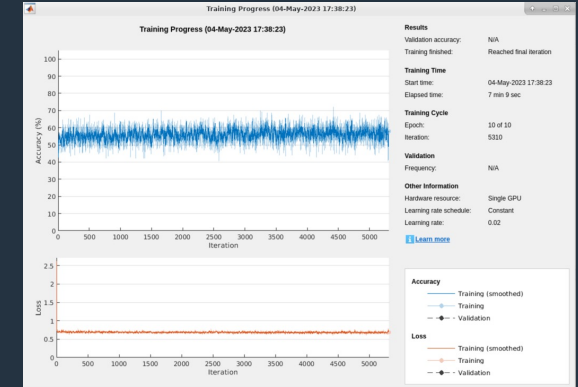 Training Progress (04-May-2023 17:38:23)
Training Progress (04-May-2023 17:38:23)
100
90
80
70
60
50
40
30
20
10
0
Accuracy (%)
0 500 1000 1500 2000 2500 3000 3500 4000 4500 5000
Iteration
2.5
2
1.5
1
0.5
0
Loss
0 500 1000 1500 2000 2500 3000 3500 4000 4500 5000
Iteration
Results
Validation accuracy: N/A
Training finished: Reached final iteration
Training Time
Start time: 04-May-2023 17:38:23
Elapsed time: 7 min 9 sec
Training Cycle
Epoch: 10 of 10
Iteration: 5310
Validation
Frequency: N/A
Other Information
Hardware resource: Single GPU
Learning rate schedule: Constant
Learning rate: 0.02
i Learn more
Accuracy
Training (smoothed)
Training
Validation
Loss
Training (smoothed)
Training
Validation